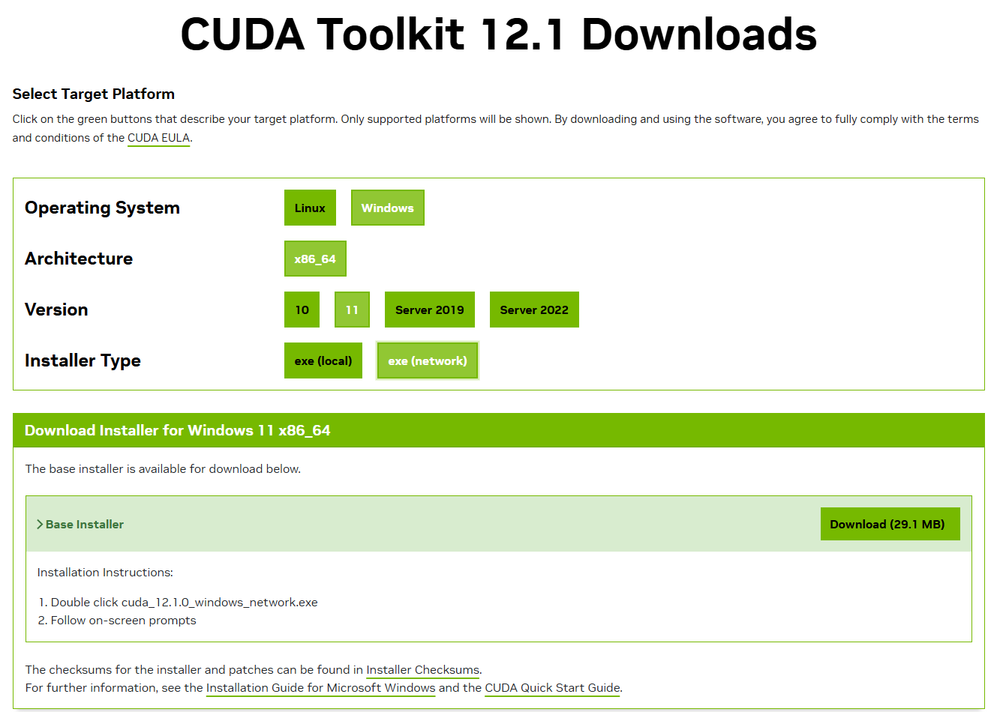 CUDA Toolkit 12.1 Downloads
Select Target Platform
Click on the green buttons that describe your target platform. Only supported platforms will be shown. By downloading and using the software, you agree to fully comply with the terms
and conditions of the CUDA EULA.
Operating System
Linux
Windows
Architecture
x86_64
Version
10
11
Server 2019
Server 2022
Installer Type
exe (local)
exe (network)
Download Installer for Windows 11 x86_64
The base installer is available for download below.
Base Installer
Download (29.1 MB)
Installation Instructions:
1. Double click cuda_12.1.0_windows_network.exe
2. Follow on-screen prompts
The checksums for the installer and patches can be found in Installer Checksums.
For further information, see the Installation Guide for Microsoft Windows and the CUDA Quick Start Guide.